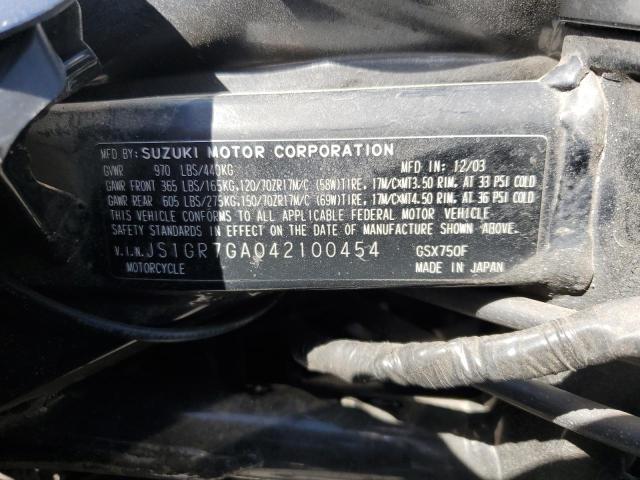 MFD BY: SUZUKI MOTOR CORPORATION
GVWR 970 LBS/440KG MFD IN: 12/03
GAWR FRONT 365 LBS/165KG,120/70ZR17M/C (58W)TIRE, 17M/CxMT3.50 RIM, AT 33 PSI COLD
GAWR REAR 605 LBS/275KG,150/70ZR17M/C (69W)TIRE, 17M/CxMT4.50 RIM, AT 36 PSI COLD
THIS VEHICLE CONFORMS TO ALL APPLICABLE FEDERAL MOTOR VEHICLE
SAFETY STANDARDS IN EFFECT ON THE DATE OF MANUFACTURE SHOWN ABOVE.
V.I.N. JS1GR7GA042100454 GSX750F
MOTORCYCLE MADE IN JAPAN